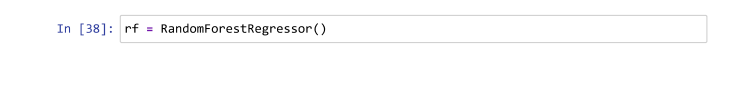 In [38]: rf = RandomForestRegressor()